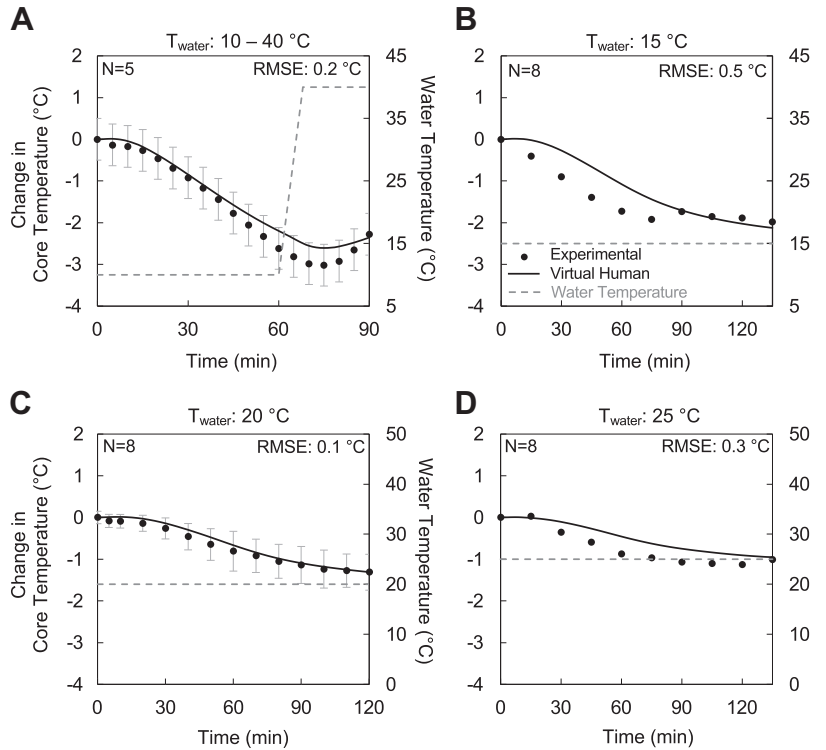 A
T water: 10 – 40 °C
N=5
RMSE: 0.2 °C
Change in
Core Temperature (°C)
2
1
0
-1
-2
-3
-4
45
35
25
15
5
Water Temperature
(°C)
0
30
60
90
Time (min)
B
T water: 15 °C
N=8
RMSE: 0.5 °C
2
1
0
-1
-2
-3
-4
45
35
25
15
5
Experimental
Virtual Human
Water Temperature
0
30
60
90
120
Time (min)
C
T water: 20 °C
N=8
RMSE: 0.1 °C
Change in
Core Temperature (°C)
2
1
0
-1
-2
-3
-4
50
40
30
20
10
0
Water Temperature
(°C)
0
30
60
90
120
Time (min)
D
T water: 25 °C
N=8
RMSE: 0.3 °C
2
1
0
-1
-2
-3
-4
50
40
30
20
10
0
0
30
60
90
120
Time (min)